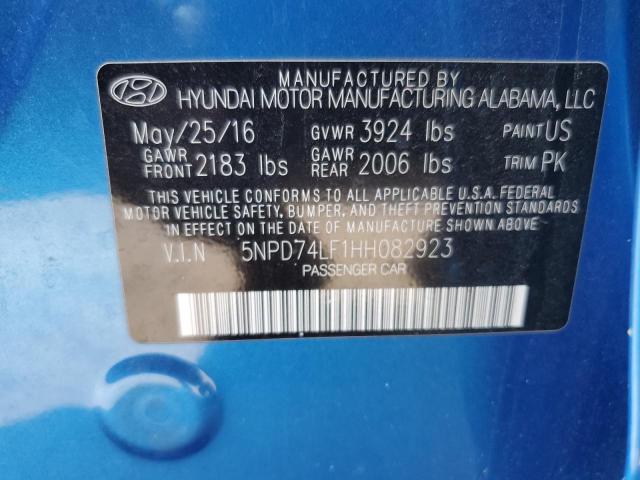 MANUFACTURED BY
HYUNDAI MOTOR MANUFACTURING ALABAMA, LLC
May/25/16 GVWR 3924 lbs PAINT US
GAWR FRONT 2183 lbs GAWR REAR 2006 lbs TRIM PK
THIS VEHICLE CONFORMS TO ALL APPLICABLE U.S.A. FEDERAL
MOTOR VEHICLE SAFETY, BUMPER, AND THEFT PREVENTION STANDARDS
IN EFFECT ON THE DATE OF MANUFACTURE SHOWN ABOVE
V.I.N 5NPD74LF1HH082923
PASSENGER CAR